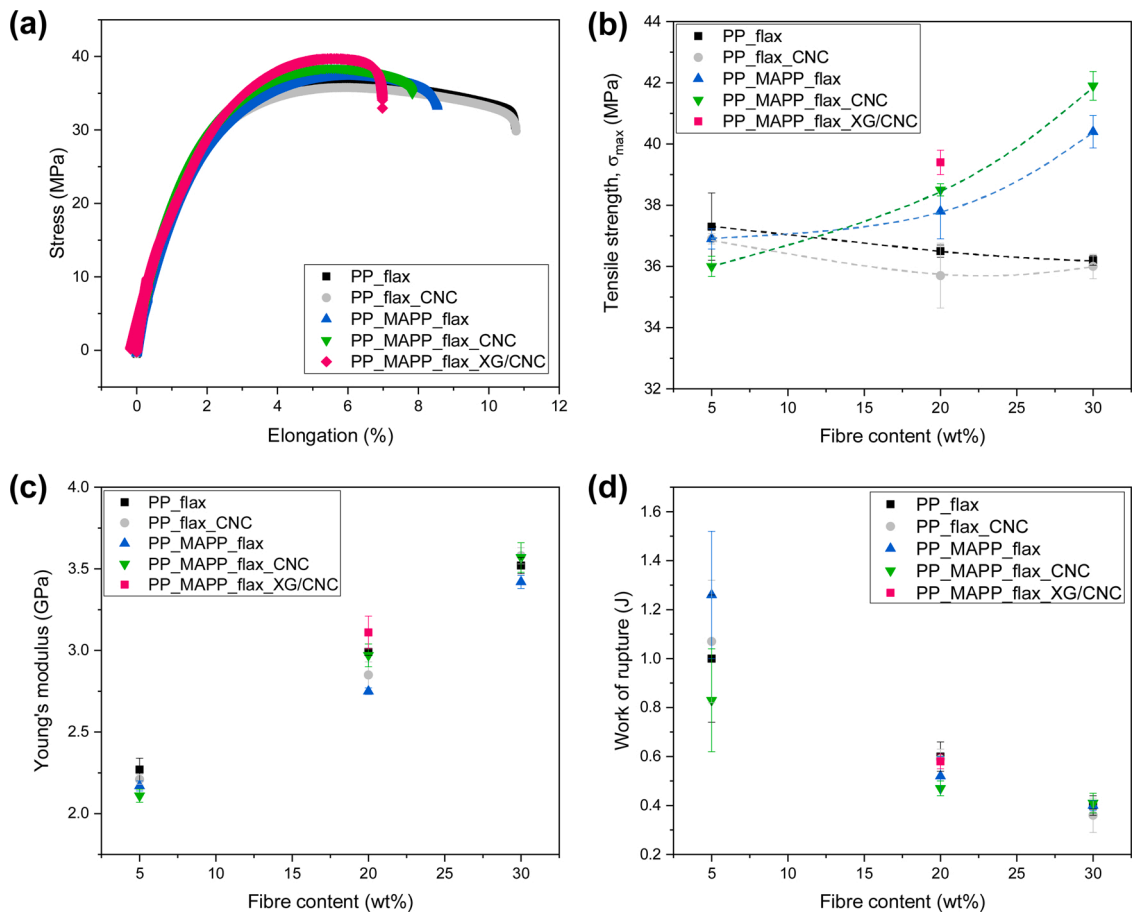 (a)
Stress (MPa)
50
40
30
20
10
0
PP_flax
PP_flax_CNC
PP_MAPP_flax
PP_MAPP_flax_CNC
PP_MAPP_flax_XG/CNC
0 2 4 6 8 10 12
Elongation (%)
(b)
Tensile strength, σmax (MPa)
44
42
40
38
36
34
32
PP_flax
PP_flax_CNC
PP_MAPP_flax
PP_MAPP_flax_CNC
PP_MAPP_flax_XG/CNC
5 10 15 20 25 30
Fibre content (wt%)
(c)
Young's modulus (GPa)
4.0
3.5
3.0
2.5
2.0
PP_flax
PP_flax_CNC
PP_MAPP_flax
PP_MAPP_flax_CNC
PP_MAPP_flax_XG/CNC
5 10 15 20 25 30
Fibre content (wt%)
(d)
Work of rupture (J)
1.6
1.4
1.2
1.0
0.8
0.6
0.4
0.2
PP_flax
PP_flax_CNC
PP_MAPP_flax
PP_MAPP_flax_CNC
PP_MAPP_flax_XG/CNC
5 10 15 20 25 30
Fibre content (wt%)